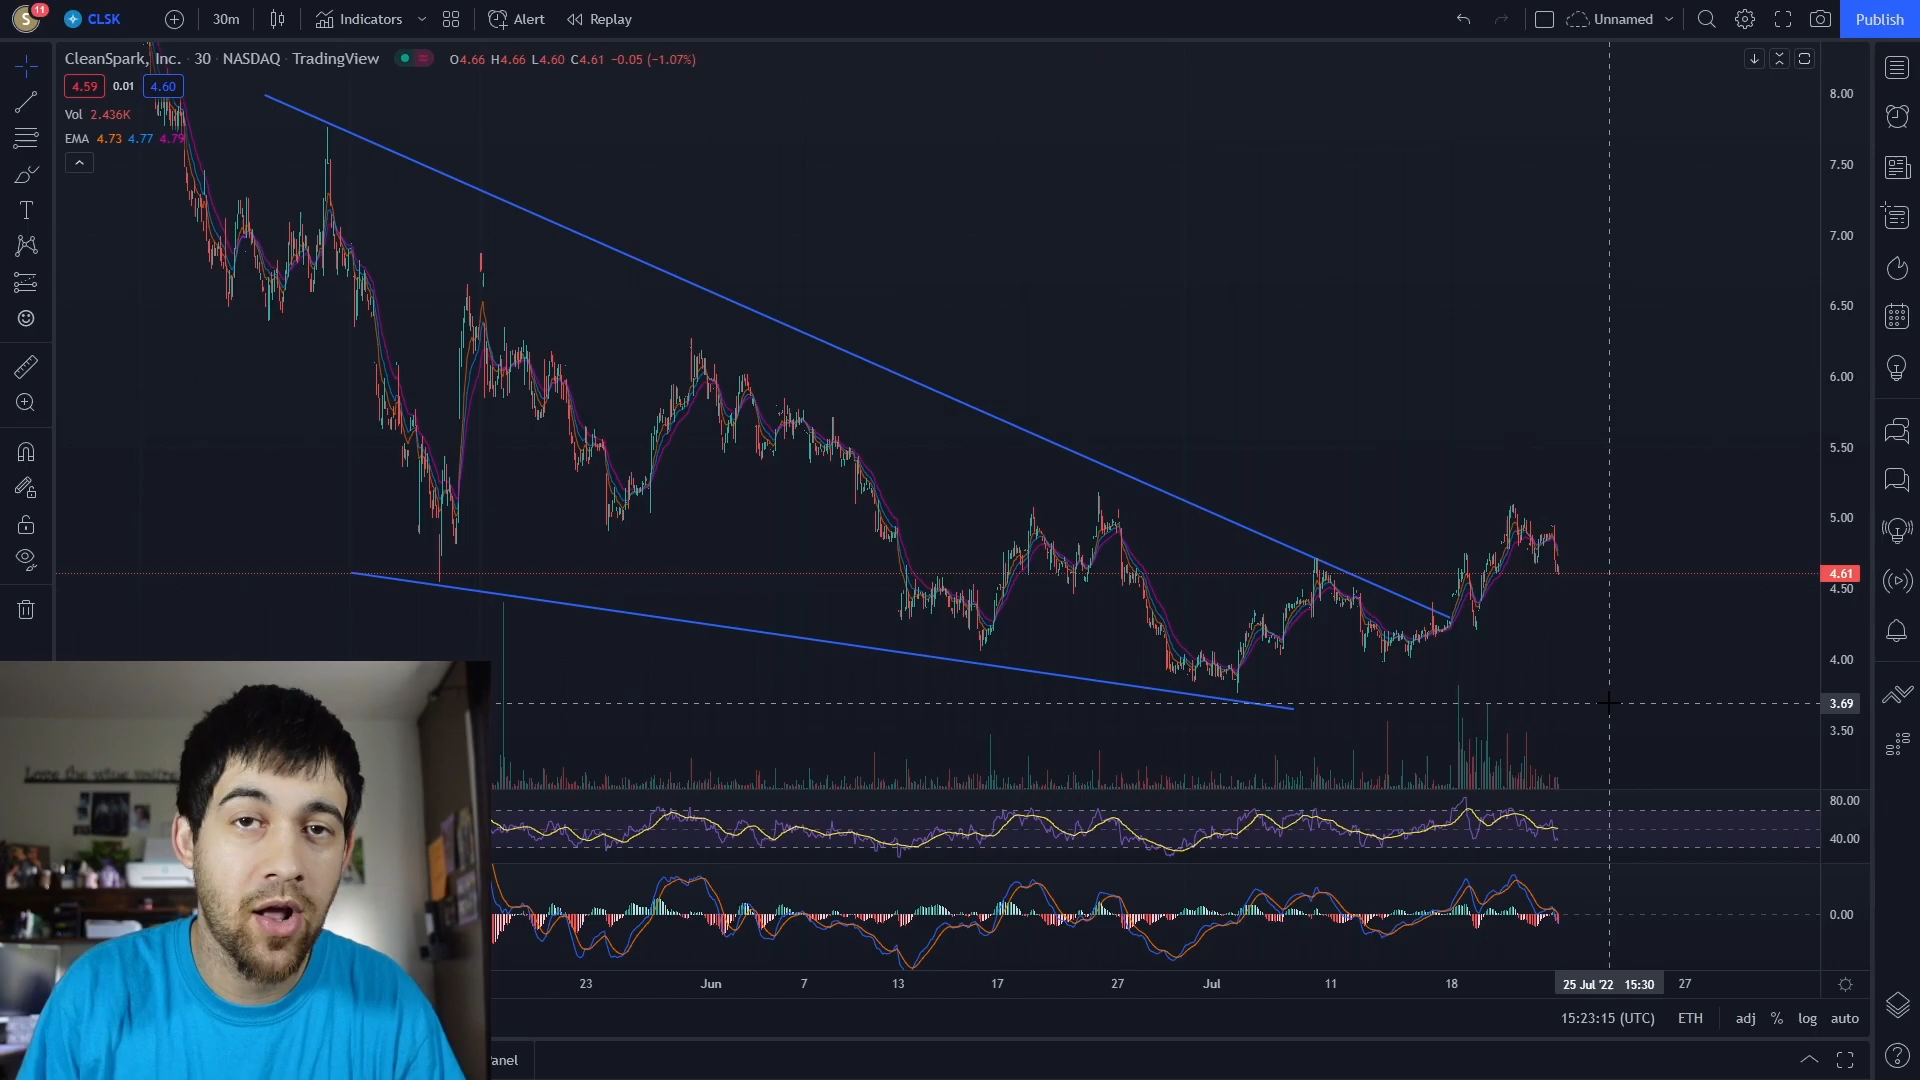 S 11 CLSK 30m Indicators Alert Replay Unnamed Publish
CleanSpark, Inc. · 30 · NASDAQ · TradingView O4.66 H4.66 L4.60 C4.61 −0.05 (−1.07%)
4.59 0.01 4.60
Vol 2.436K
EMA 4.73 4.77 4.79
8.00
7.50
7.00
6.50
6.00
5.50
5.00
4.61
4.50
4.00
3.69
3.50
80.00
40.00
0.00
23 Jun 7 13 17 27 Jul 11 18 25 Jul '22 15:30 27
15:23:15 (UTC) ETH adj % log auto
anel